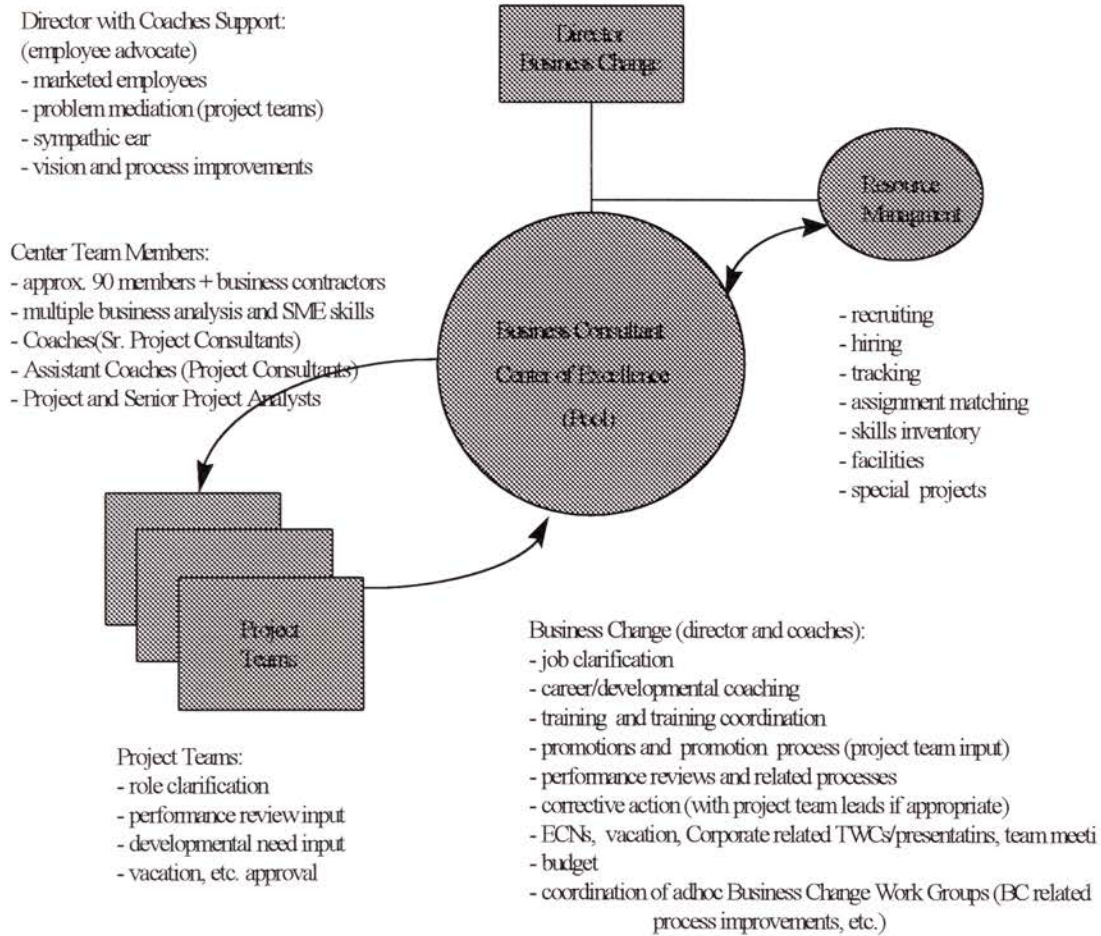 Director with Coaches Support:
(employee advocate)
- marketed employees
- problem mediation (project teams)
- sympathic ear
- vision and process improvements
Director
Business Change
Resource
Managment
Center Team Members:
- approx. 90 members + business contractors
- multiple business analysis and SME skills
- Coaches(Sr. Project Consultants)
- Assistant Coaches (Project Consultants)
- Project and Senior Project Analysts
Business Consultant
Center of Excellence
(Pool)
- recruiting
- hiring
- tracking
- assignment matching
- skills inventory
- facilities
- special projects
Project
Teams
Project Teams:
- role clarification
- performance review input
- developmental need input
- vacation, etc. approval
Business Change (director and coaches):
- job clarification
- career/developmental coaching
- training and training coordination
- promotions and promotion process (project team input)
- performance reviews and related processes
- corrective action (with project team leads if appropriate)
- ECNs, vacation, Corporate related TWCs/presentatins, team meeti
- budget
- coordination of adhoc Business Change Work Groups (BC related
process improvements, etc.)